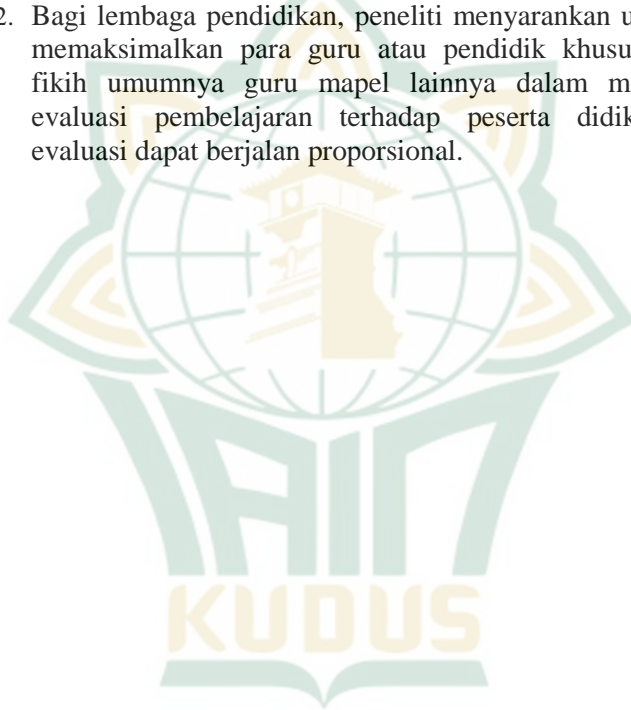 2. Bagi lembaga pendidikan, peneliti menyarankan u
memaksimalkan para guru atau pendidik khusu
fikih umumnya guru mapel lainnya dalam m
evaluasi pembelajaran terhadap peserta didik
evaluasi dapat berjalan proporsional.
IAIN
KUDUS